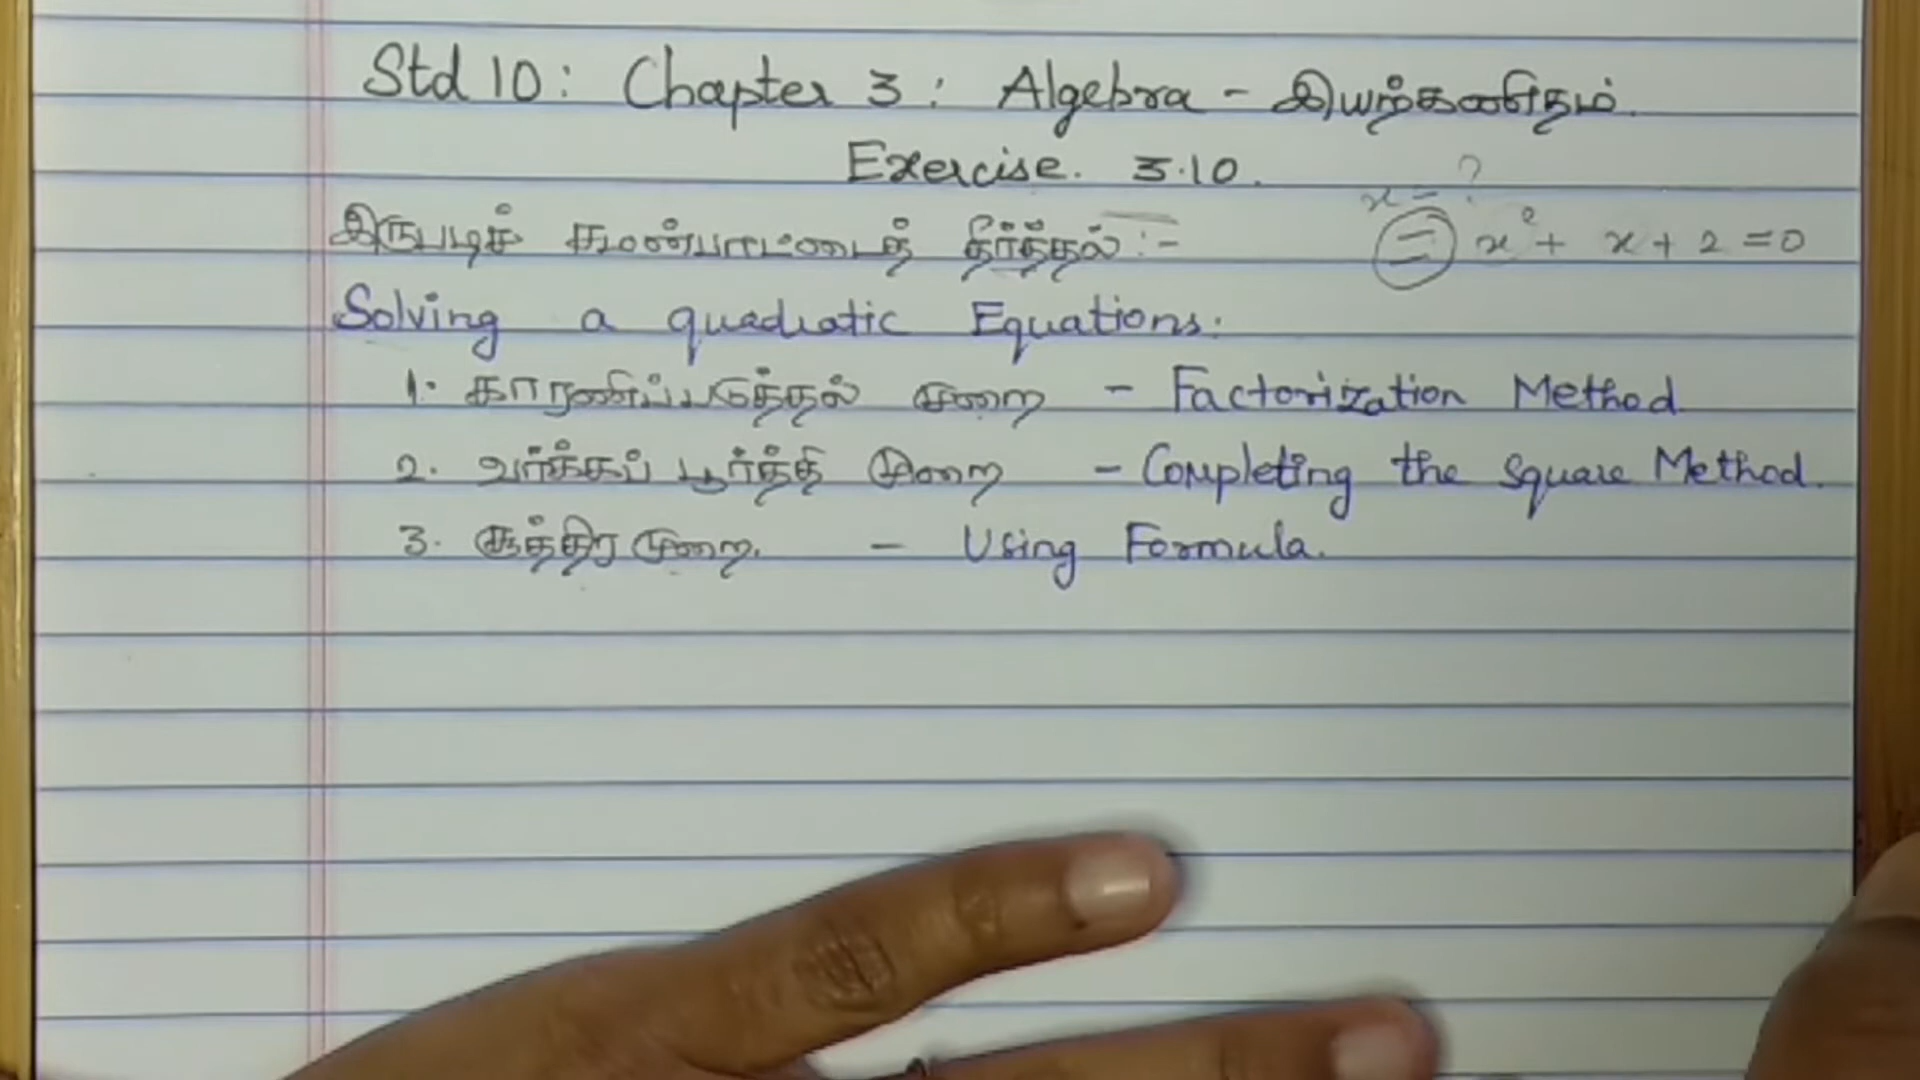 Std 10: Chapter 3: Algebra - இயற்கணிதம்.
Exercise. 3.10.
x = ?
இருபடிச் சமன்பாட்டைத் தீர்த்தல் :-
= x² + x + 2 = 0
Solving a quadratic Equations.
1. காரணிப்படுத்தல் முறை - Factorization Method
2. வர்க்கப் பூர்த்தி முறை - Completing the Square Method.
3. சூத்திர முறை. - Using Formula.